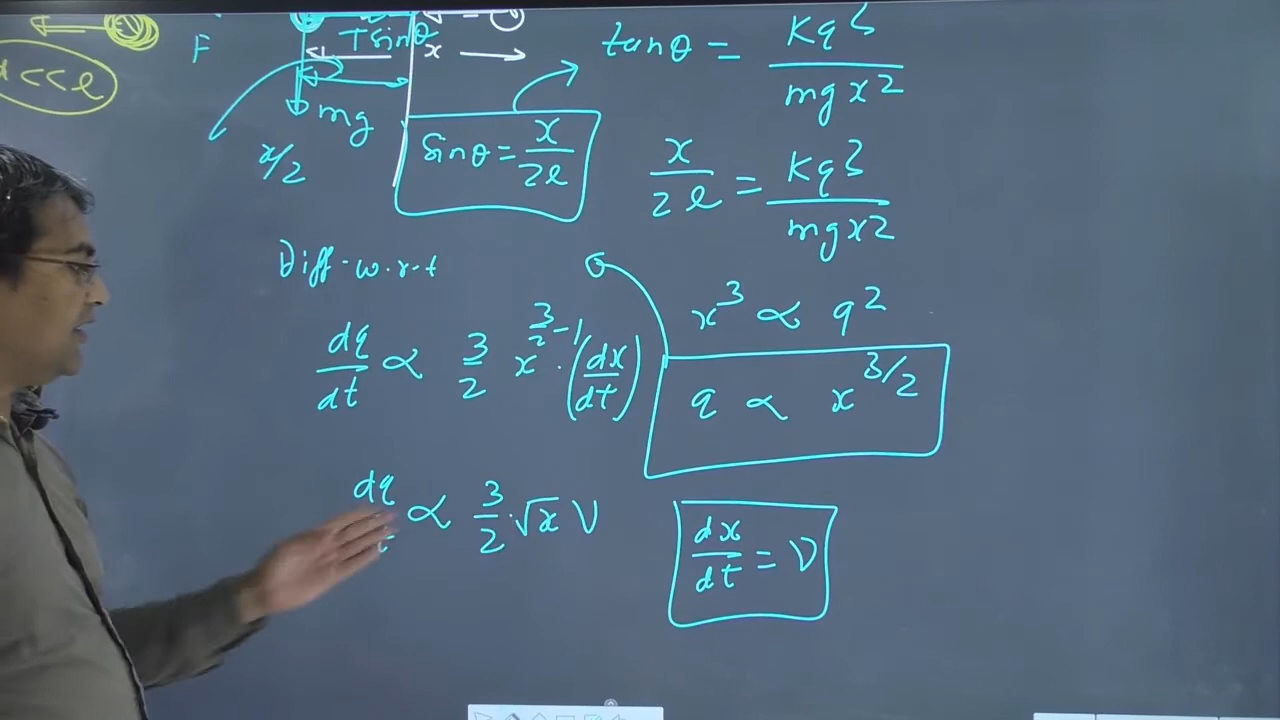 F
T sinθ
x
x<<l
mg
x/2
sinθ = x/2l
tanθ = Kq²/mgx²
x/2l = Kq²/mgx²
Diff. w.r.t
x³ ∝ q²
dq/dt ∝ 3/2 x^(3/2 - 1) . (dx/dt)
q ∝ x^3/2
dq ∝ 3/2 . √x V
dx/dt = V